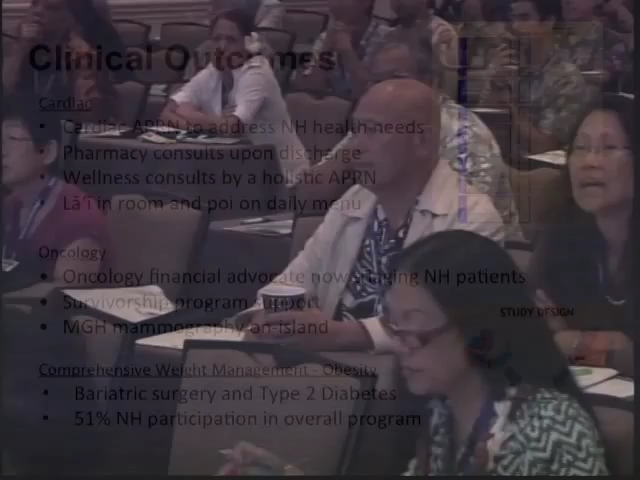 Clinical Outcomes
Cardiac
• Cardiac APRN to address NH health needs
• Pharmacy consults upon discharge
• Wellness consults by a holistic APRN
• Lā'ī in room and poi on daily menu
Oncology
• Oncology financial advocate now triaging NH patients
• Survivorship program support
• MGH mammography on-island
STUDY DESIGN
Comprehensive Weight Management - Obesity
• Bariatric surgery and Type 2 Diabetes
• 51% NH participation in overall program